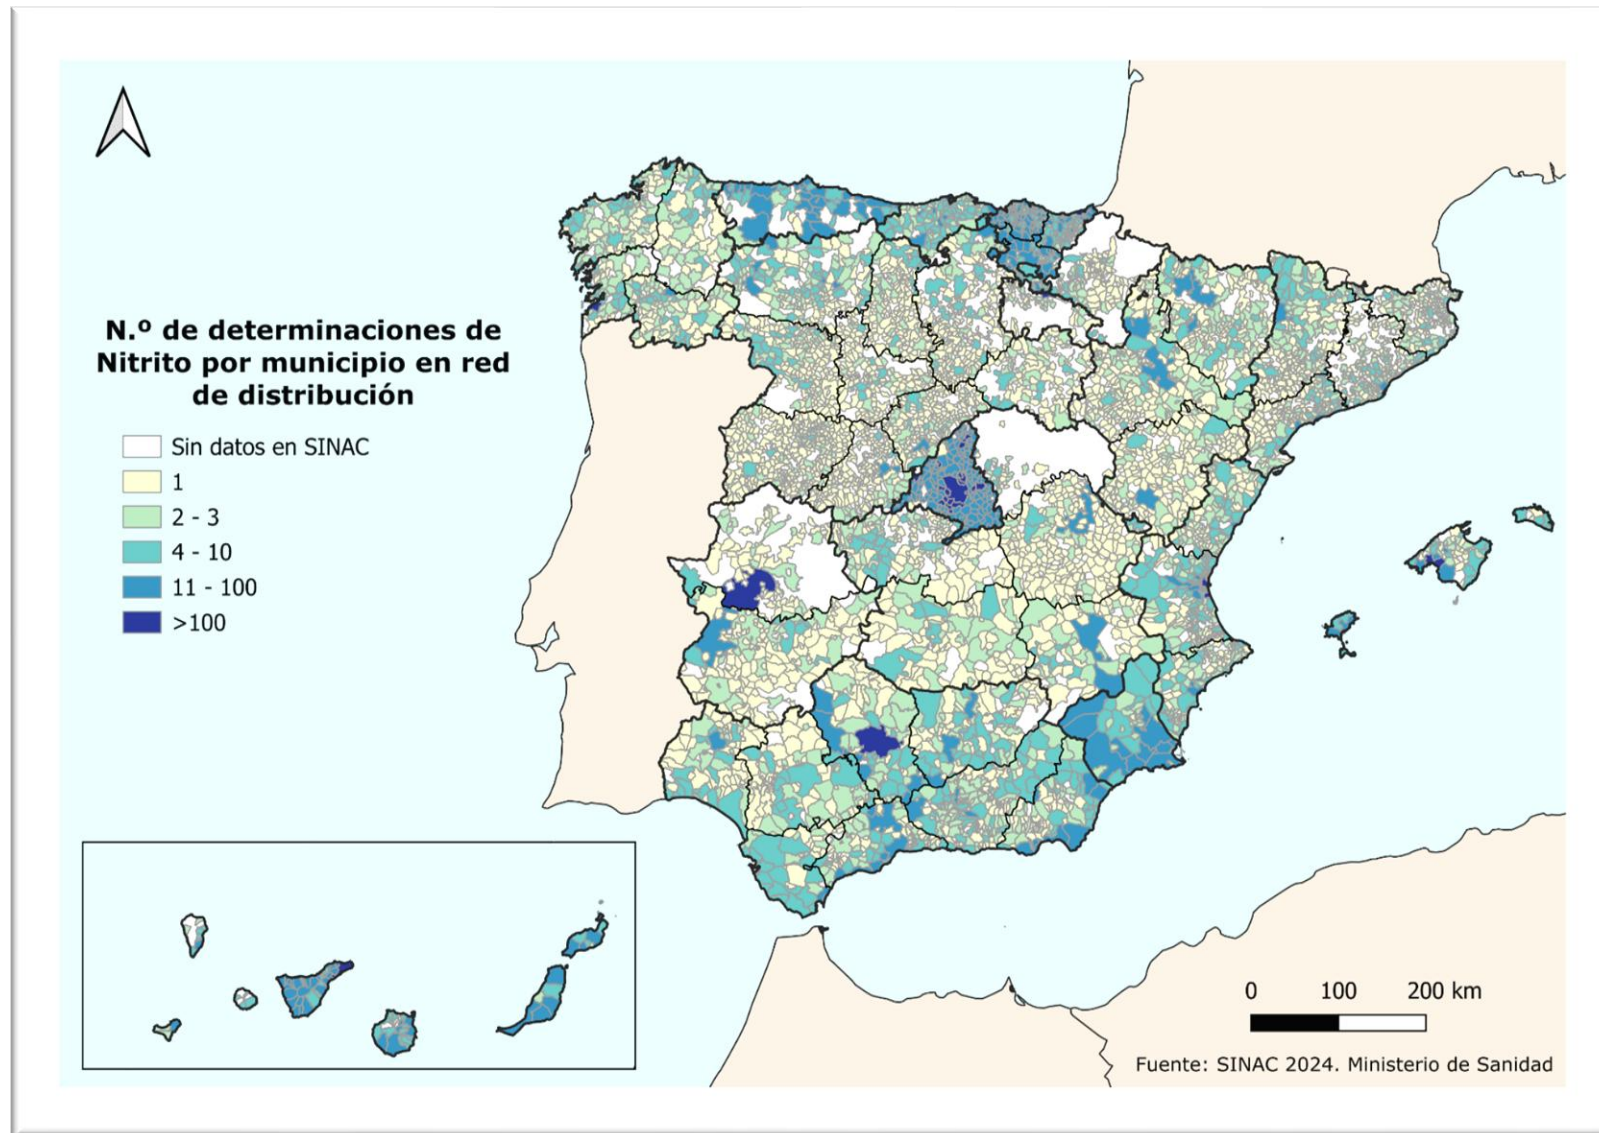 N.º de determinaciones de
Nitrito por municipio en red
de distribución
Sin datos en SINAC
1
2 - 3
4 - 10
11 - 100
>100
0 100 200 km
Fuente: SINAC 2024. Ministerio de Sanidad